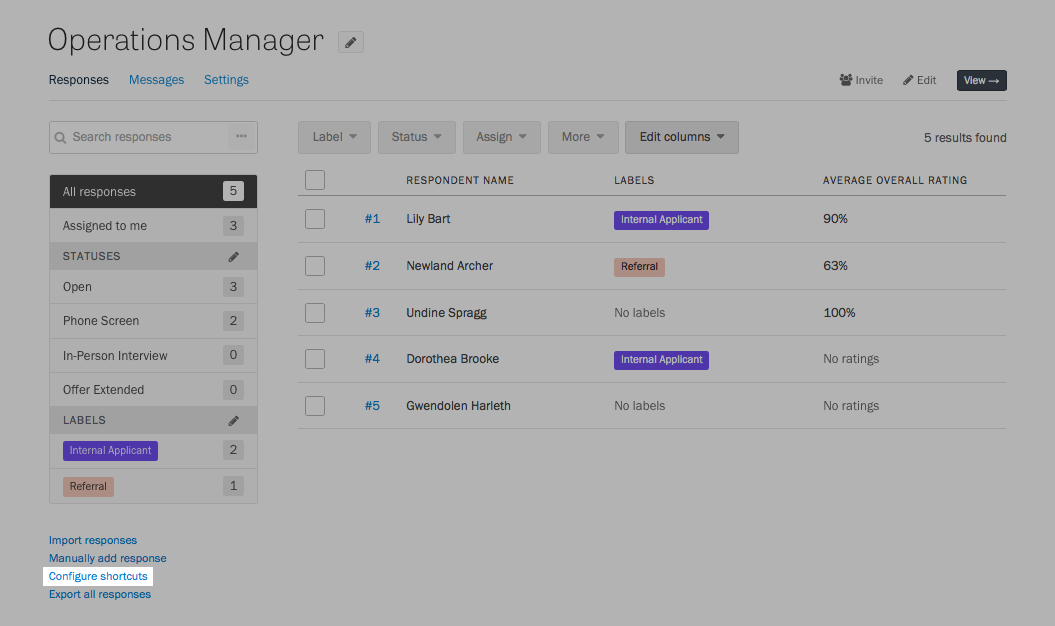 Operations Manager
Responses Messages Settings Invite Edit View →
Search responses ••• Label Status Assign More Edit columns 5 results found
All responses 5
Assigned to me 3
STATUSES
Open 3
Phone Screen 2
In-Person Interview 0
Offer Extended 0
LABELS
Internal Applicant 2
Referral 1
Import responses
Manually add response
Configure shortcuts
Export all responses
RESPONDENT NAME LABELS AVERAGE OVERALL RATING
#1 Lily Bart Internal Applicant 90%
#2 Newland Archer Referral 63%
#3 Undine Spragg No labels 100%
#4 Dorothea Brooke Internal Applicant No ratings
#5 Gwendolen Harleth No labels No ratings